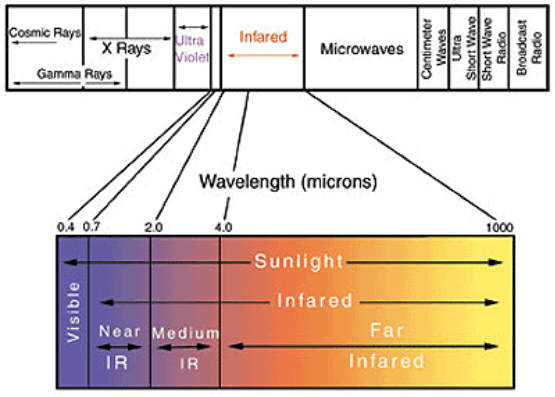 Cosmic Rays
X Rays
Gamma Rays
Ultra
Violet
Infared
Microwaves
Centimeter
Waves
Ultra
Short Wave
Short Wave
Radio
Broadcast
Radio
Wavelength (microns)
0.4 0.7 2.0 4.0 1000
Visible
Sunlight
Infared
Near
IR
Medium
IR
Far
Infared